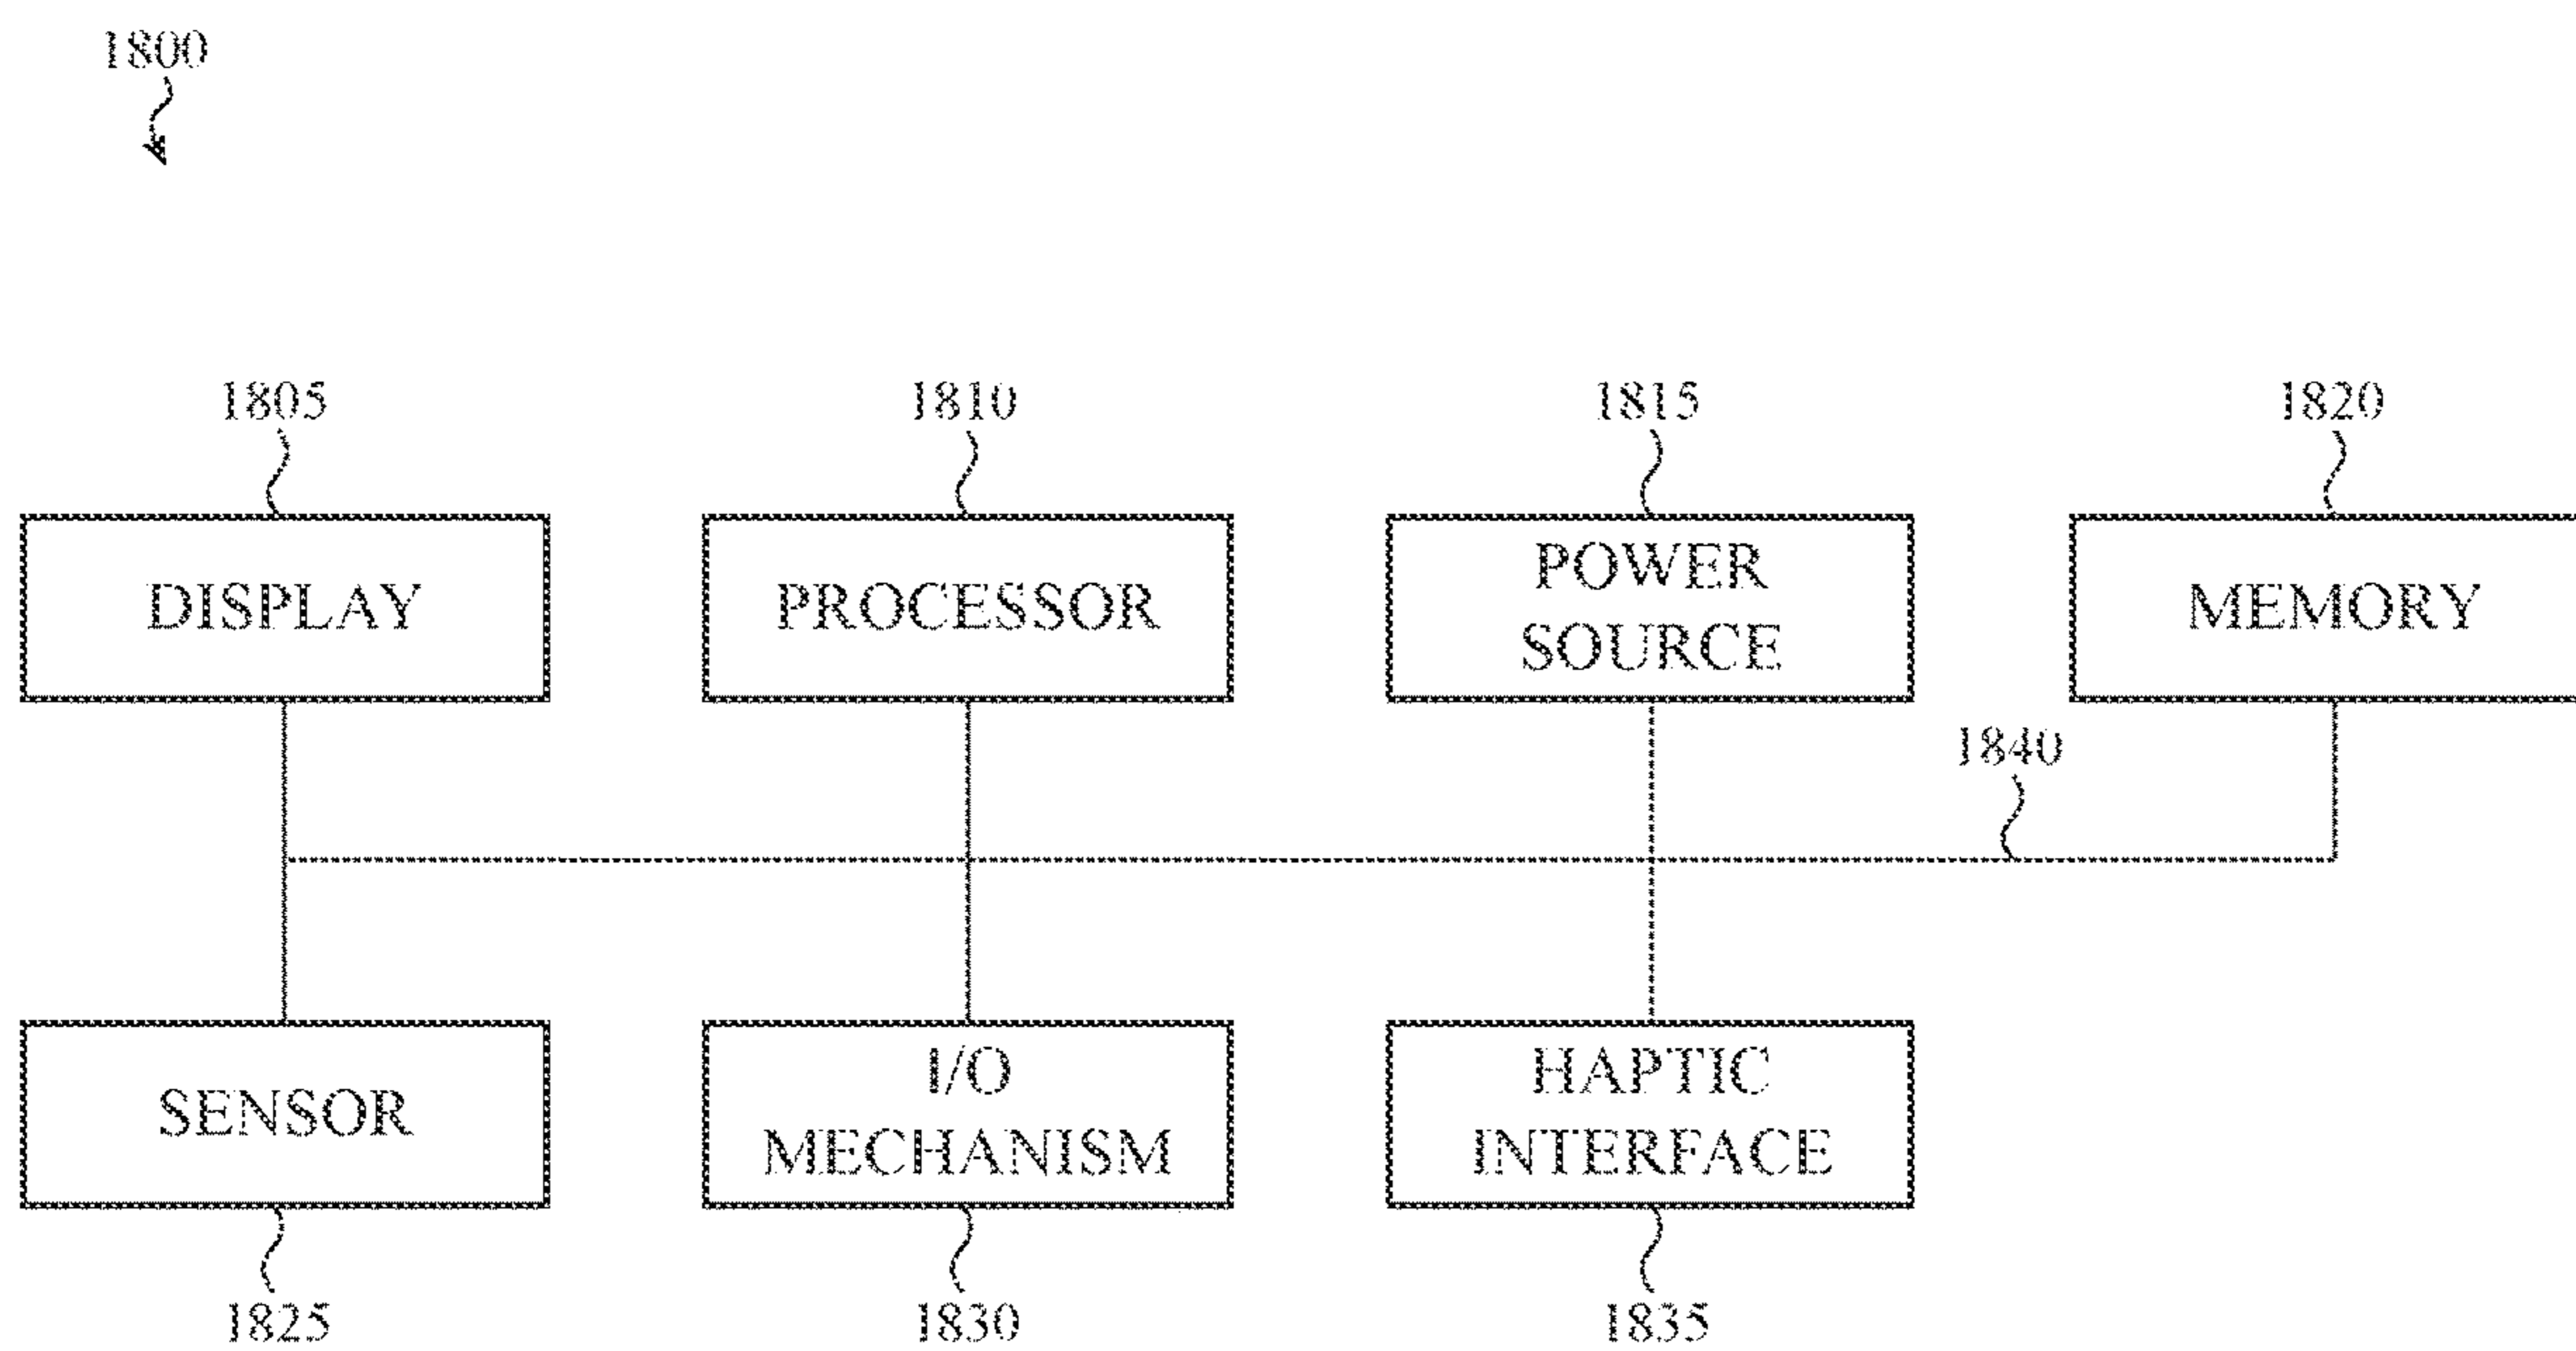 1800
1805
1810
1815
1820
DISPLAY
PROCESSOR
POWER
SOURCE
MEMORY
1840
SENSOR
I/O
MECHANISM
HAPTIC
INTERFACE
1825
1830
1835